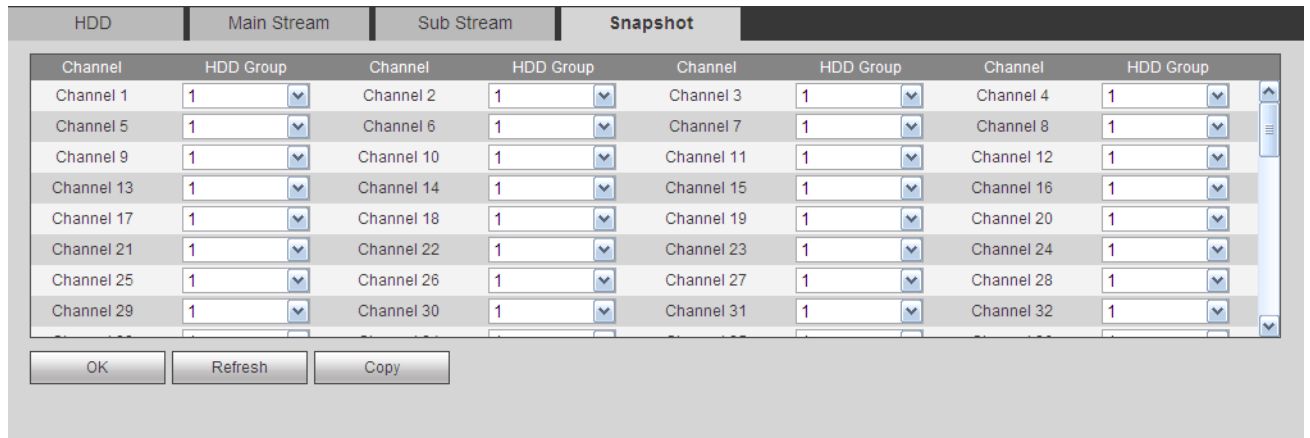 HDD Main Stream Sub Stream Snapshot
Channel HDD Group Channel HDD Group Channel HDD Group Channel HDD Group
Channel 1 1 Channel 2 1 Channel 3 1 Channel 4 1
Channel 5 1 Channel 6 1 Channel 7 1 Channel 8 1
Channel 9 1 Channel 10 1 Channel 11 1 Channel 12 1
Channel 13 1 Channel 14 1 Channel 15 1 Channel 16 1
Channel 17 1 Channel 18 1 Channel 19 1 Channel 20 1
Channel 21 1 Channel 22 1 Channel 23 1 Channel 24 1
Channel 25 1 Channel 26 1 Channel 27 1 Channel 28 1
Channel 29 1 Channel 30 1 Channel 31 1 Channel 32 1
OK Refresh Copy